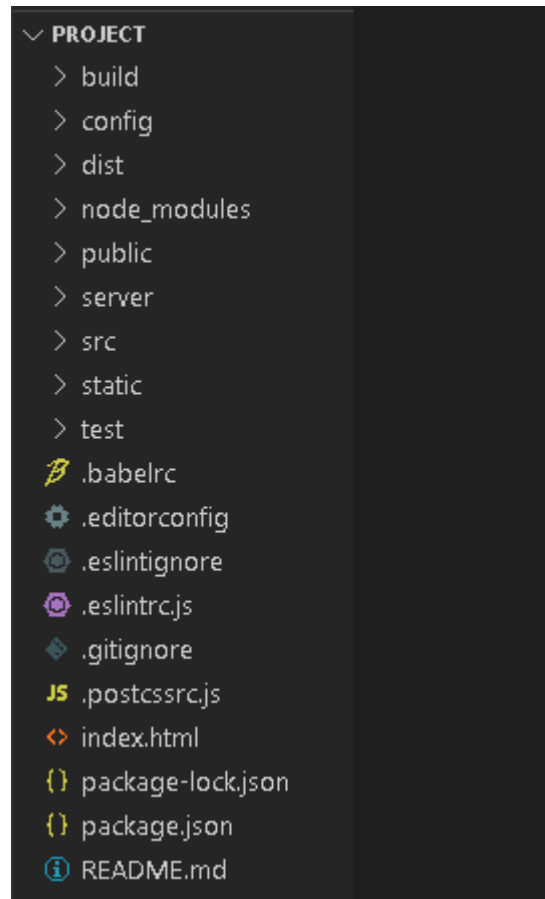 PROJECT
build
config
dist
node_modules
public
server
src
static
test
.babelrc
.editorconfig
.eslintignore
.eslintrc.js
.gitignore
JS .postcssrc.js
<> index.html
{} package-lock.json
{} package.json
README.md